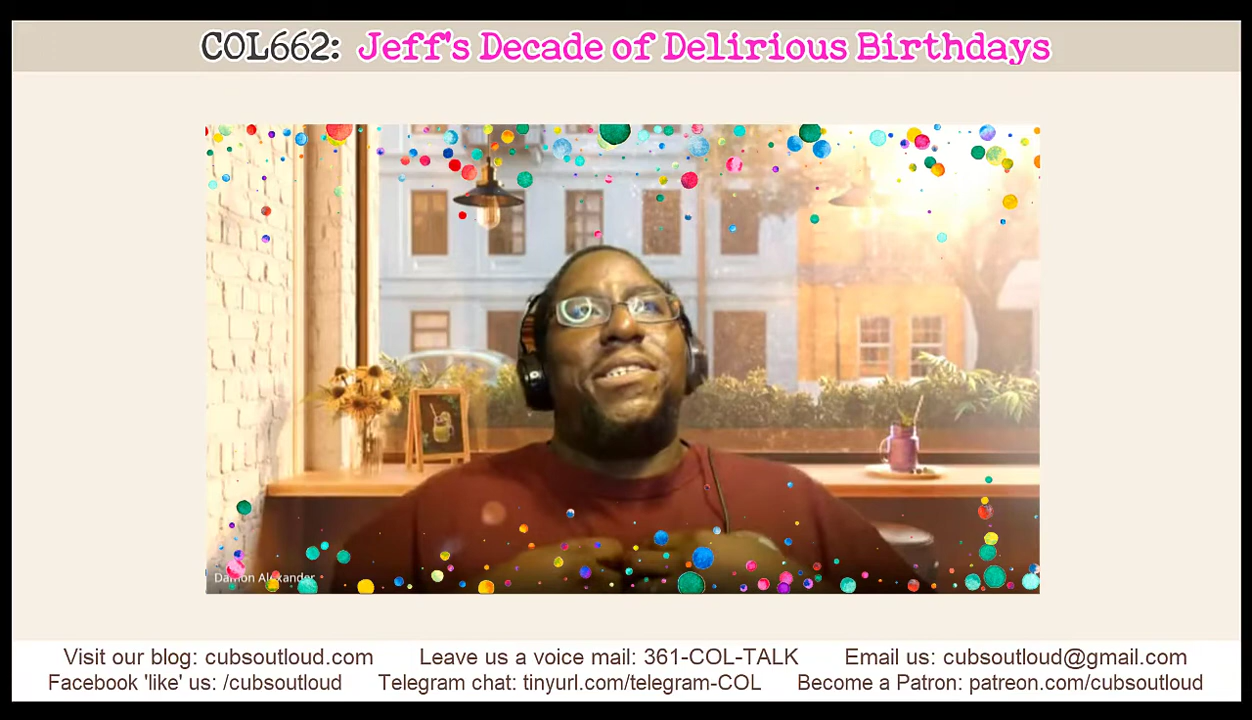 COL662: Jeff's Decade of Delirious Birthdays
Damon Alexander
Visit our blog: cubsoutloud.com Leave us a voice mail: 361-COL-TALK Email us: cubsoutloud@gmail.com
Facebook 'like' us: /cubsoutloud Telegram chat: tinyurl.com/telegram-COL Become a Patron: patreon.com/cubsoutloud